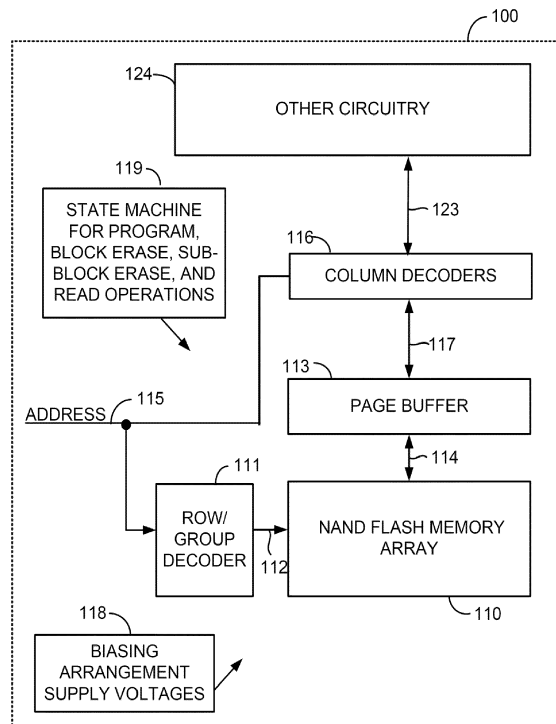 100
124
OTHER CIRCUITRY
119
123
STATE MACHINE
FOR PROGRAM,
BLOCK ERASE, SUB-
BLOCK ERASE, AND
READ OPERATIONS
116
COLUMN DECODERS
117
113
PAGE BUFFER
ADDRESS
115
114
111
ROW/
GROUP
DECODER
112
NAND FLASH MEMORY
ARRAY
110
118
BIASING
ARRANGEMENT
SUPPLY VOLTAGES